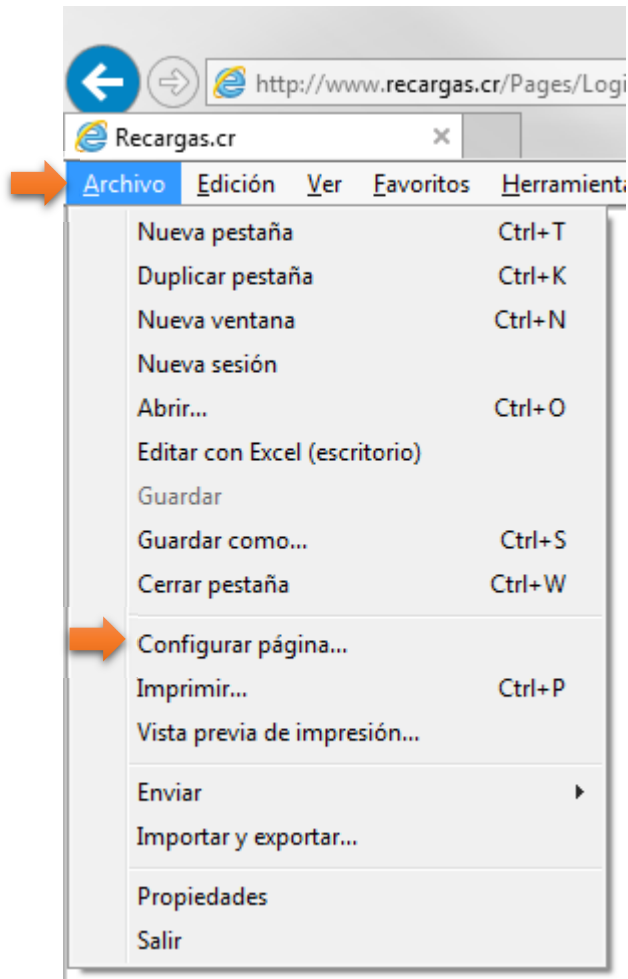 http://www.recargas.cr/Pages/Logi
Recargas.cr
Archivo Edición Ver Favoritos Herramienta
Nueva pestaña Ctrl+T
Duplicar pestaña Ctrl+K
Nueva ventana Ctrl+N
Nueva sesión
Abrir... Ctrl+O
Editar con Excel (escritorio)
Guardar
Guardar como... Ctrl+S
Cerrar pestaña Ctrl+W
Configurar página...
Imprimir... Ctrl+P
Vista previa de impresión...
Enviar
Importar y exportar...
Propiedades
Salir